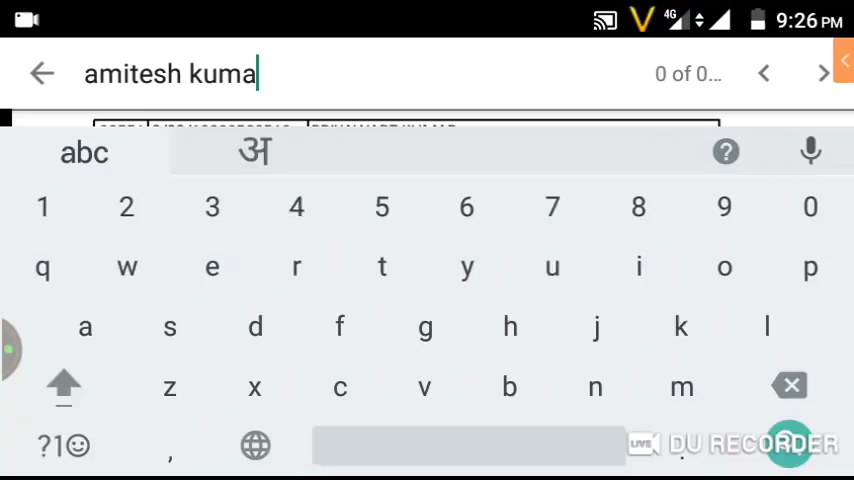 4G 9:26 PM
amitesh kuma 0 of 0...
abc अ ?
1 2 3 4 5 6 7 8 9 0
q w e r t y u i o p
a s d f g h j k l
z x c v b n m
?1 , LIVE DU RECORDER .